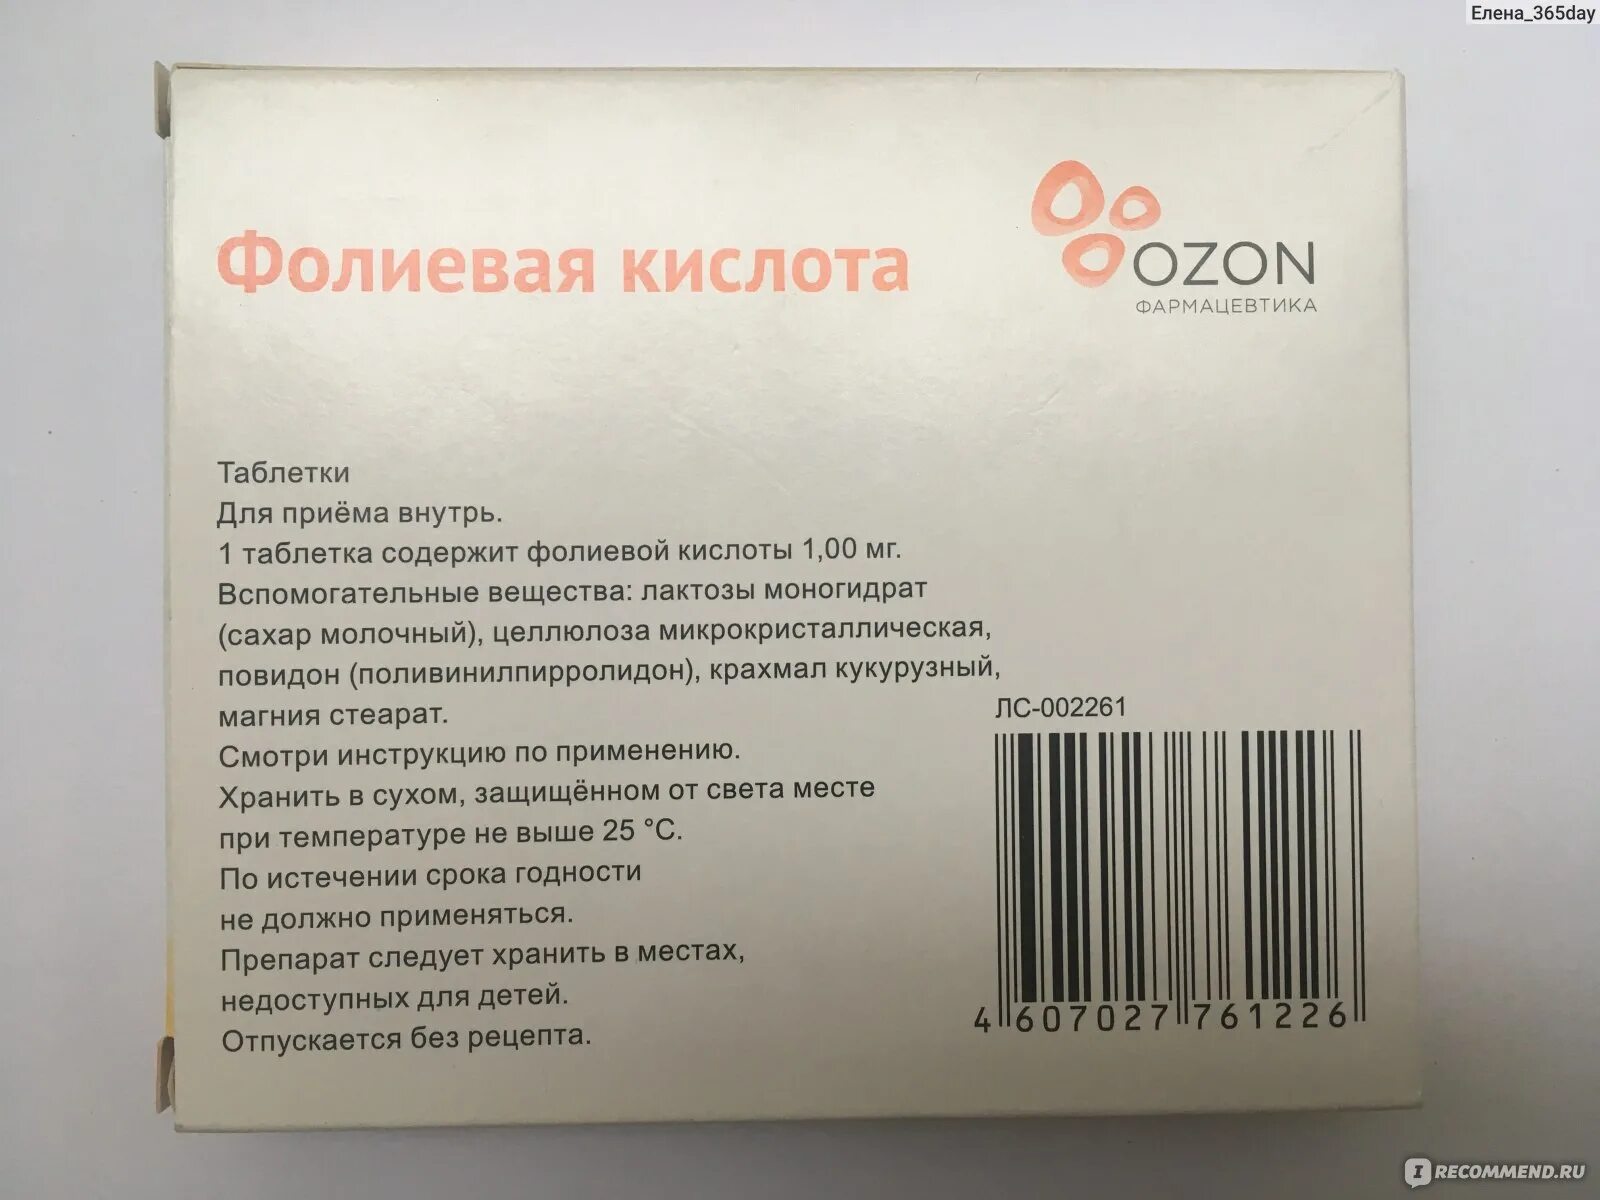 Елена_365day
Фолиевая кислота
OZON
ФАРМАЦЕВТИКА
Таблетки
Для приёма внутрь.
1 таблетка содержит фолиевой кислоты 1,00 мг.
Вспомогательные вещества: лактозы моногидрат
(сахар молочный), целлюлоза микрокристаллическая,
повидон (поливинилпирролидон), крахмал кукурузный,
магния стеарат.
Смотри инструкцию по применению.
Хранить в сухом, защищённом от света месте
при температуре не выше 25 °С.
По истечении срока годности
не должно применяться.
Препарат следует хранить в местах,
недоступных для детей.
Отпускается без рецепта.
ЛС-002261
4 607027 761226
IRECOMMEND.RU